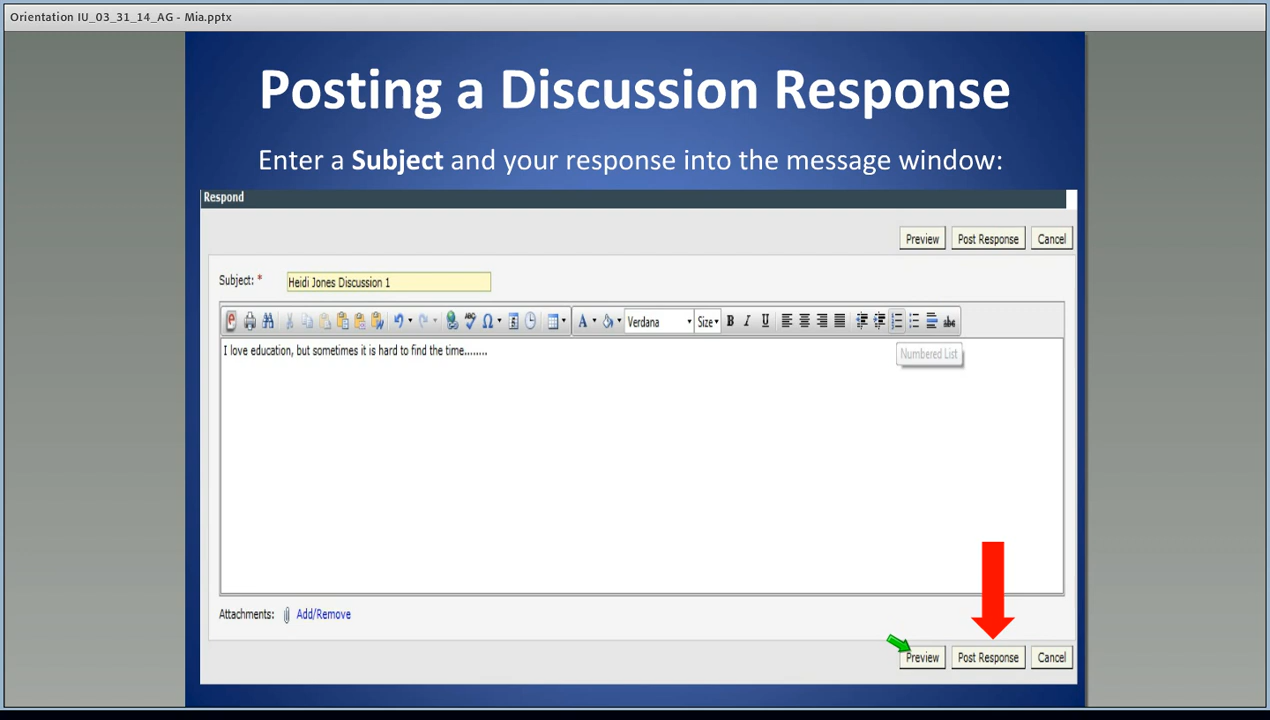 Orientation IU_03_31_14_AG - Mia.pptx
Posting a Discussion Response
Enter a Subject and your response into the message window:
Respond
Preview Post Response Cancel
Subject: * Heidi Jones Discussion 1
Verdana Size B I U abc
I love education, but sometimes it is hard to find the time........
Numbered List
Attachments: Add/Remove
Preview Post Response Cancel